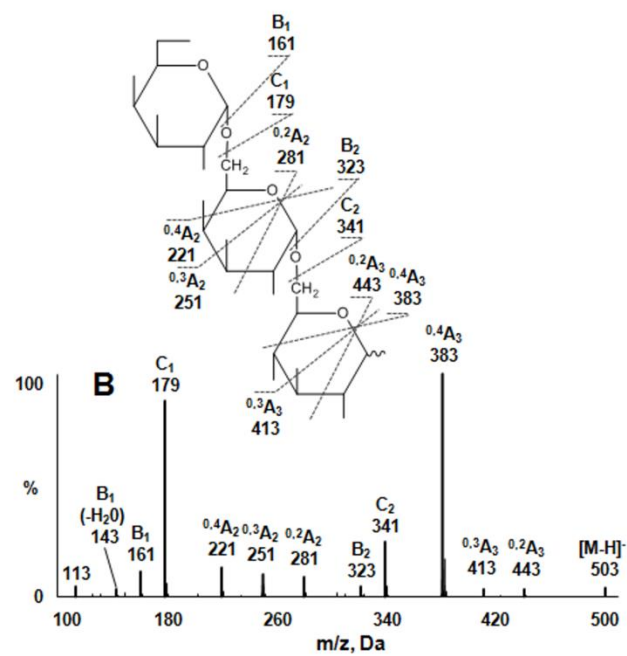 B₁
161
C₁
179
⁰,²A₂
281
B₂
323
C₂
341
⁰,²A₃
443
⁰,⁴A₃
383
O
O
CH₂
O
O
CH₂
O
⁰,⁴A₂
221
⁰,³A₂
251
⁰,³A₃
413
B
100
%
0
113
B₁
(-H₂0)
143
B₁
161
C₁
179
⁰,⁴A₂
221
⁰,³A₂
251
⁰,²A₂
281
B₂
323
C₂
341
⁰,⁴A₃
383
⁰,³A₃
413
⁰,²A₃
443
[M-H]⁻
503
100 180 260 340 420 500
m/z, Da